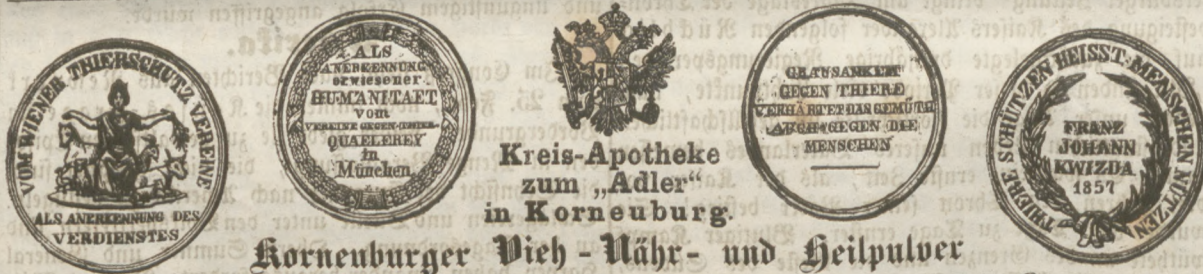 VOM WIENER THIERSCHUTZ VEREINE
ALS ANERKENNUNG DES
VERDIENSTES
ALS
ANERKENNUNG
erwiesener
HUMANITAET
vom
VEREINE GEGEN THIER-
QUAELEREY
in
München.
Kreis-Apotheke
zum „Adler“
in Korneuburg.
GRAUSAMKEIT
GEGEN THIERE
VERHÄRTET DAS GEMÜTH
AUCH GEGEN DIE
MENSCHEN
THIERE SCHÜTZEN HEISST MENSCHEN NÜTZEN
FRANZ
JOHANN
KWIZDA
1857
Korneuburger Vieh - Nähr- und Heilpulver